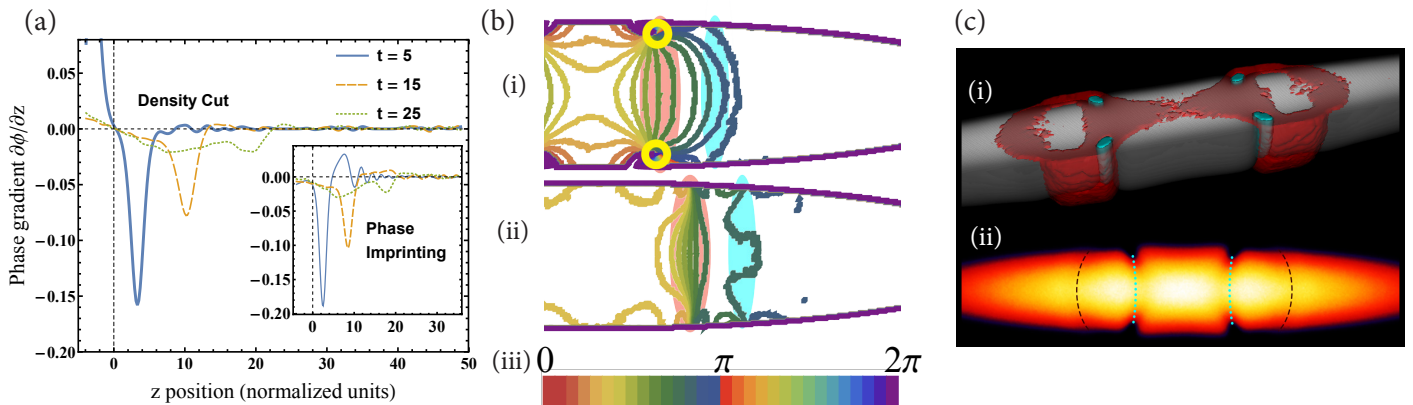 (a)
Phase gradient ∂ϕ/∂z
0.05
0.00
−0.05
−0.10
−0.15
−0.20
Density Cut
t = 5
t = 15
t = 25
0.05
0.00
−0.05
−0.10
−0.15
−0.20
Phase
Imprinting
0 10 20 30
0 10 20 30 40 50
z position (normalized units)
(b)
(i)
(ii)
(iii)
0 π 2π
(c)
(i)
(ii)